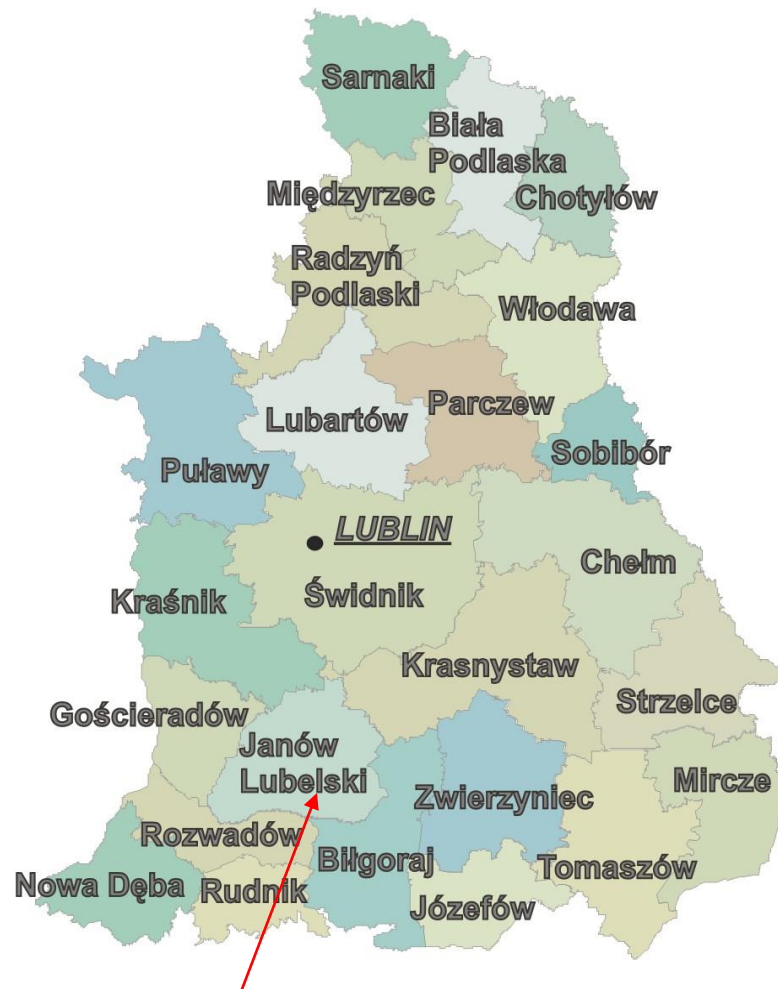 Sarnaki
Biała
Podlaska
Chotyłów
Międzyrzec
Radzyń
Podlaski
Włodawa
Lubartów
Parczew
Sobibór
Puławy
LUBLIN
Chełm
Kraśnik
Świdnik
Krasnystaw
Strzelce
Gościeradów
Janów
Lubelski
Zwierzyniec
Mircze
Rozwadów
Biłgoraj
Tomaszów
Nowa Dęba
Rudnik
Józefów